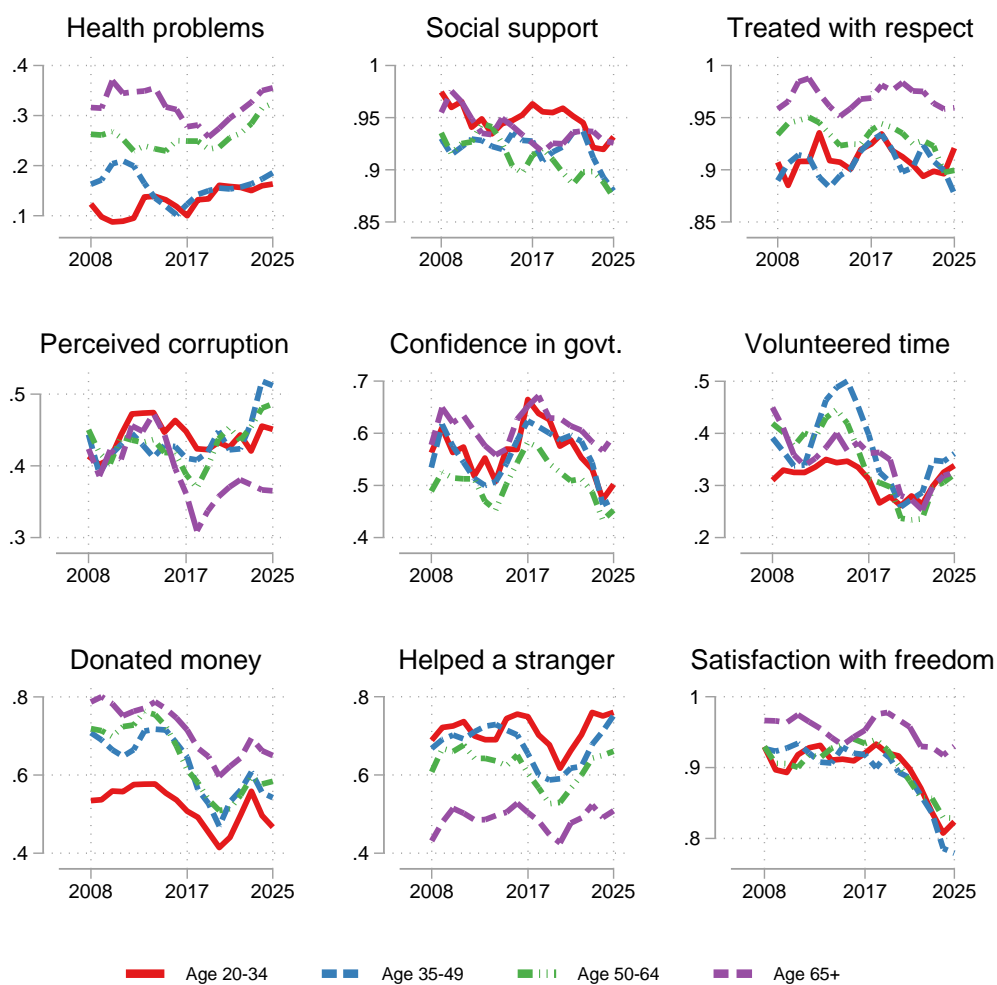 Health problems
.4
.3
.2
.1
2008 2017 2025
Social support
1
.95
.9
.85
2008 2017 2025
Treated with respect
1
.95
.9
.85
2008 2017 2025
Perceived corruption
.5
.4
.3
2008 2017 2025
Confidence in govt.
.7
.6
.5
.4
2008 2017 2025
Volunteered time
.5
.4
.3
.2
2008 2017 2025
Donated money
.8
.6
.4
2008 2017 2025
Helped a stranger
.8
.6
.4
2008 2017 2025
Satisfaction with freedom
1
.9
.8
2008 2017 2025
Age 20-34 Age 35-49 Age 50-64 Age 65+